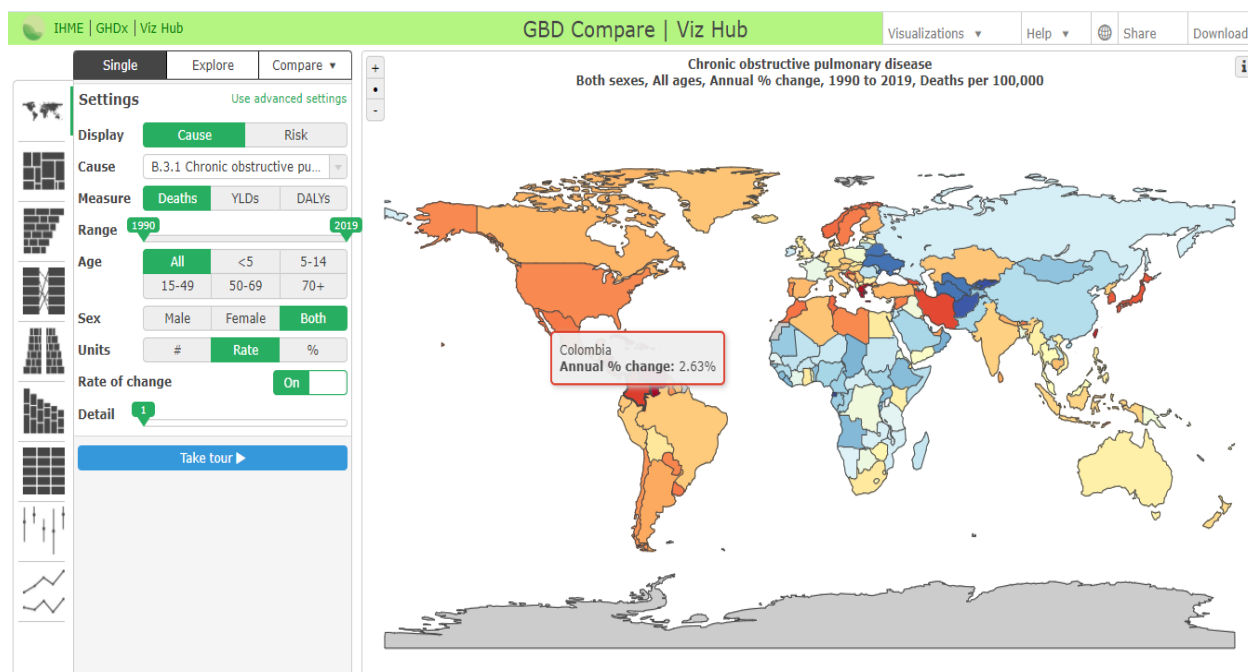 IHME | GHDx | Viz Hub
GBD Compare | Viz Hub
Visualizations ▾
Help ▾
Share
Download
Single
Explore
Compare ▾
Settings
Use advanced settings
Display
Cause
Risk
Cause
B.3.1 Chronic obstructive pu...
Measure
Deaths
YLDs
DALYs
Range
1990
2019
Age
All
<5
5-14
15-49
50-69
70+
Sex
Male
Female
Both
Units
#
Rate
%
Rate of change
On
Detail
1
Take tour
+
-
Chronic obstructive pulmonary disease
Both sexes, All ages, Annual % change, 1990 to 2019, Deaths per 100,000
i
Colombia
Annual % change: 2.63%